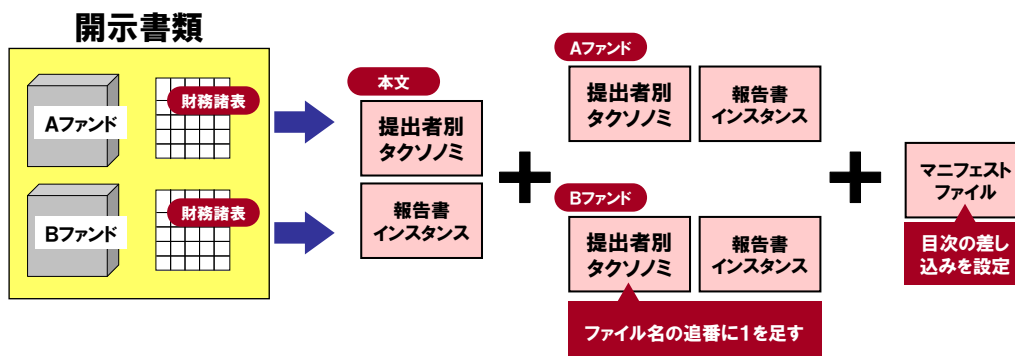 開示書類
Aファンド
財務諸表
Bファンド
財務諸表
本文
提出者別
タクソノミ
報告書
インスタンス
Aファンド
提出者別
タクソノミ
報告書
インスタンス
Bファンド
提出者別
タクソノミ
報告書
インスタンス
ファイル名の追番に1を足す
マニフェスト
ファイル
目次の差し
込みを設定